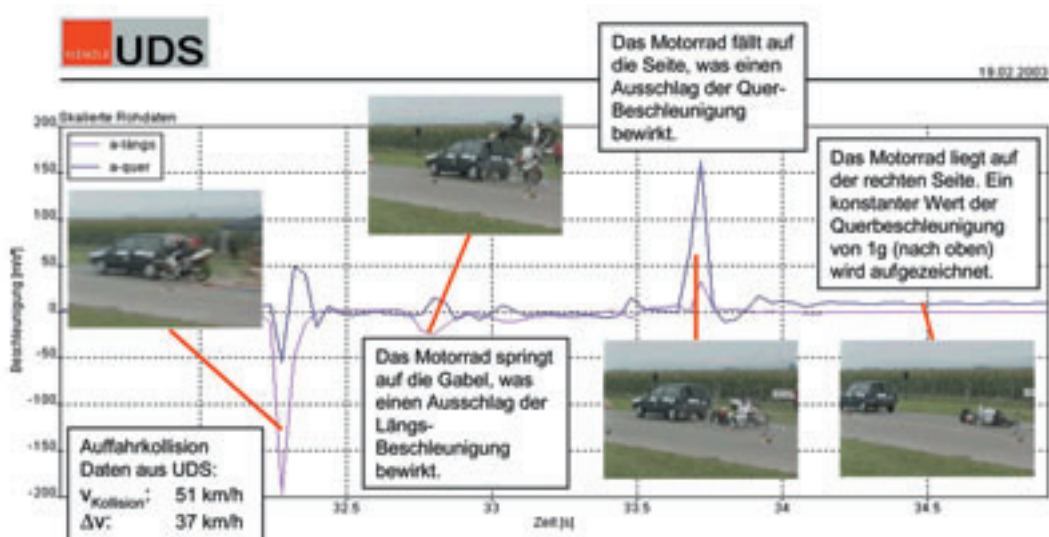 KIENZLE UDS
19.02.2003
Skalierte Rohdaten
a-längs
a-quer
Beschleunigung [m/s²]
200
150
100
50
0
-50
-100
-150
-200
Das Motorrad fällt auf
die Seite, was einen
Ausschlag der Quer-
Beschleunigung
bewirkt.
Das Motorrad liegt auf
der rechten Seite. Ein
konstanter Wert der
Querbeschleunigung
von 1g (nach oben)
wird aufgezeichnet.
Das Motorrad springt
auf die Gabel, was
einen Ausschlag der
Längs-
Beschleunigung
bewirkt.
Auffahrkollision
Daten aus UDS:
vKollision: 51 km/h
Δv: 37 km/h
32.5
33
33.5
34
34.5
Zeit [s]